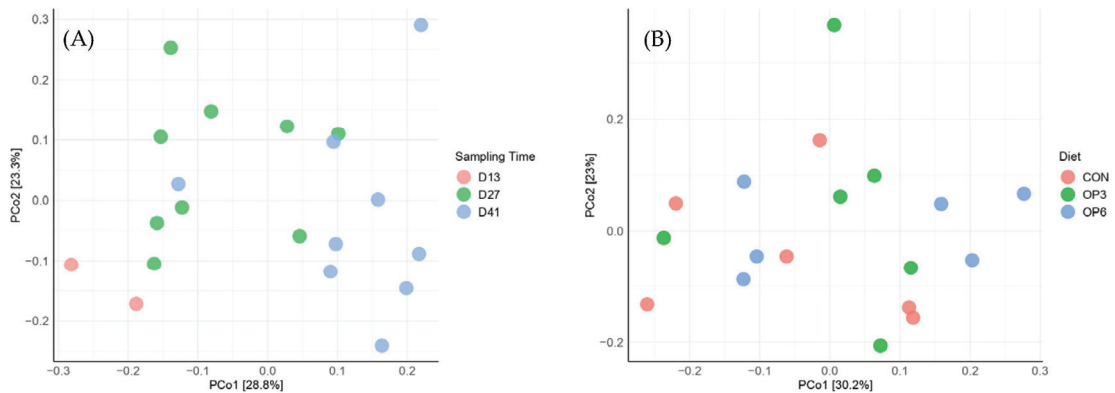 (A)
0.3
0.2
0.1
0.0
−0.1
−0.2
PCo2 [23.3%]
−0.3
−0.2
−0.1
0.0
0.1
0.2
PCo1 [28.8%]
Sampling Time
D13
D27
D41
(B)
0.2
0.0
−0.2
PCo2 [23%]
−0.2
−0.1
0.0
0.1
0.2
0.3
PCo1 [30.2%]
Diet
CON
OP3
OP6